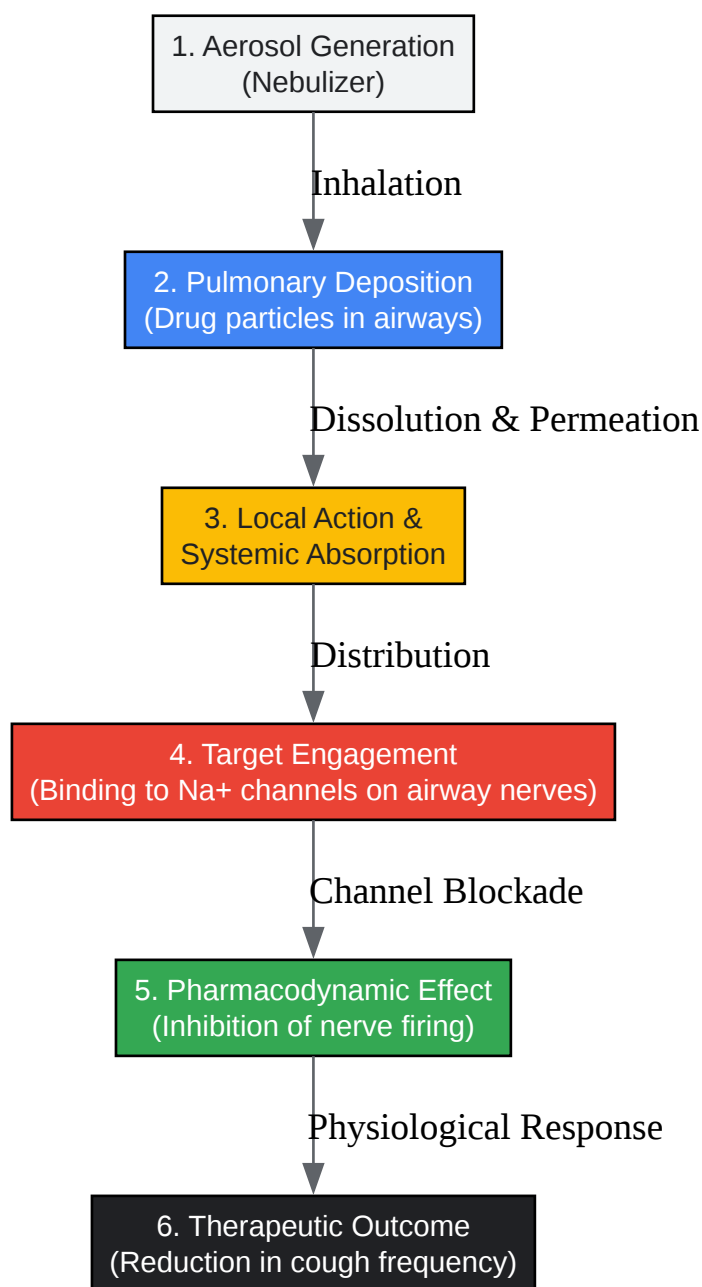 1. Aerosol Generation
(Nebulizer)
Inhalation
2. Pulmonary Deposition
(Drug particles in airways)
Dissolution & Permeation
3. Local Action &
Systemic Absorption
Distribution
4. Target Engagement
(Binding to Na+ channels on airway nerves)
Channel Blockade
5. Pharmacodynamic Effect
(Inhibition of nerve firing)
Physiological Response
6. Therapeutic Outcome
(Reduction in cough frequency)